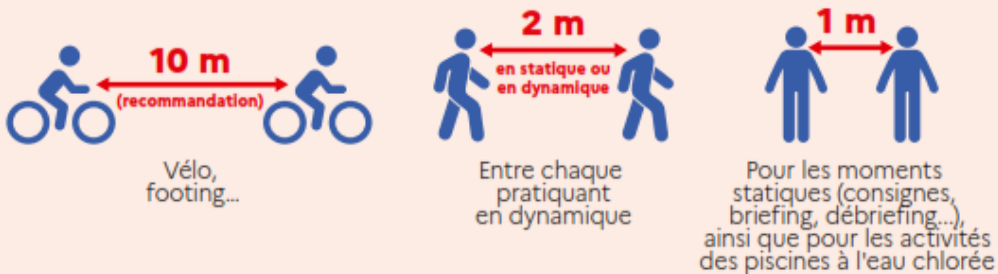 10 m
(recommandation)
Vélo,
footing...
2 m
en statique ou
en dynamique
Entre chaque
pratiquant
en dynamique
1 m
Pour les moments
statiques (consignes,
briefing, débriefing...),
ainsi que pour les activités
des piscines à l'eau chlorée